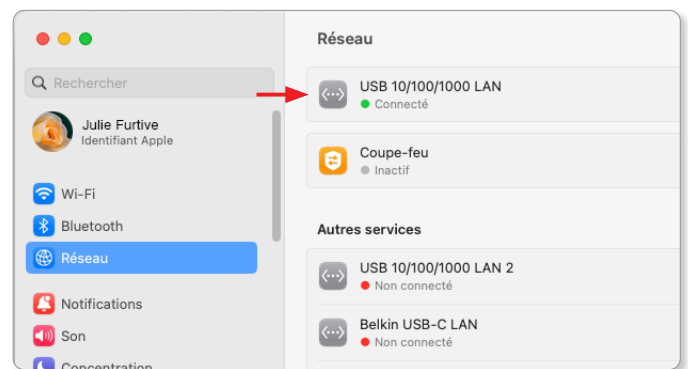 Réseau
Rechercher
Julie Furtive
Identifiant Apple
Wi-Fi
Bluetooth
Réseau
Notifications
Son
Concentration
USB 10/100/1000 LAN
Connecté
Coupe-feu
Inactif
Autres services
USB 10/100/1000 LAN 2
Non connecté
Belkin USB-C LAN
Non connecté